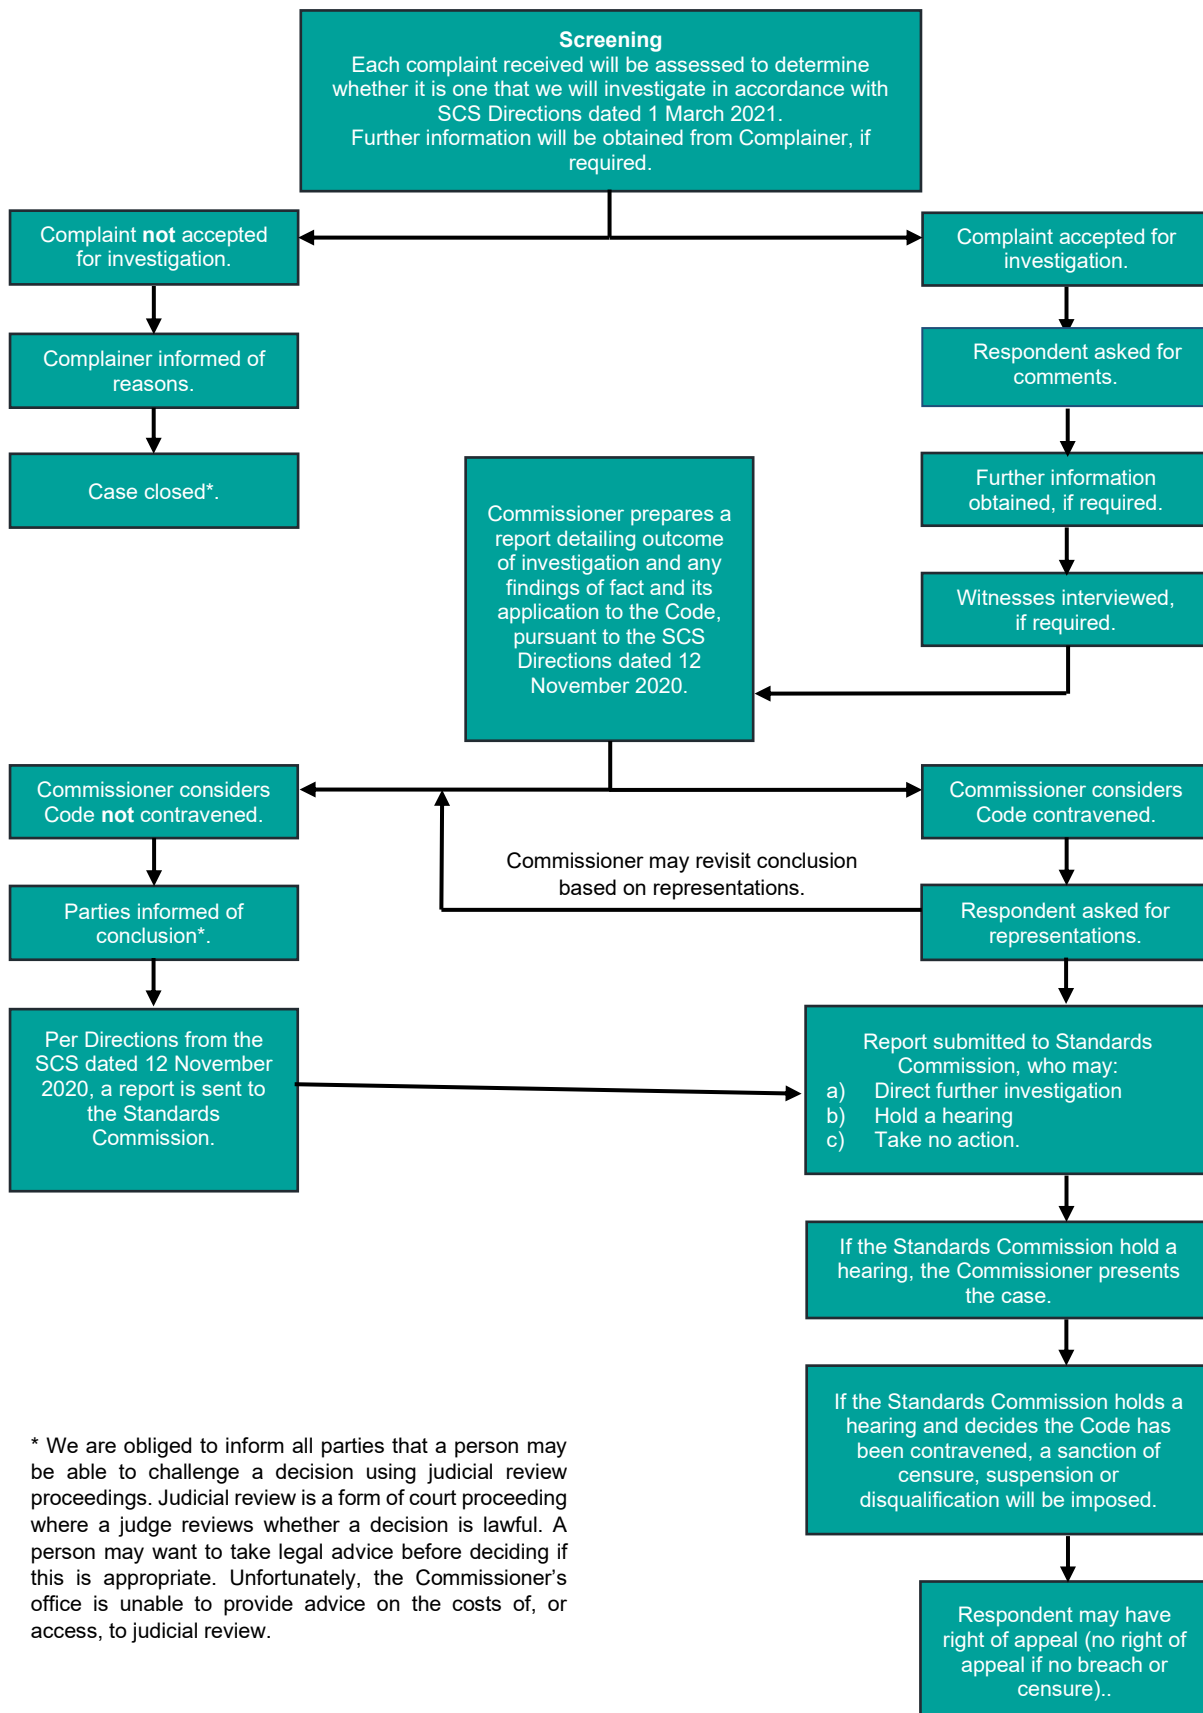 Screening
Each complaint received will be assessed to determine
whether it is one that we will investigate in accordance with
SCS Directions dated 1 March 2021.
Further information will be obtained from Complainer, if
required.
Complaint not accepted
for investigation.
Complaint accepted for
investigation.
Complainer informed of
reasons.
Respondent asked for
comments.
Case closed*.
Further information
obtained, if required.
Witnesses interviewed,
if required.
Commissioner prepares a
report detailing outcome
of investigation and any
findings of fact and its
application to the Code,
pursuant to the SCS
Directions dated 12
November 2020.
Commissioner considers
Code not contravened.
Commissioner considers
Code contravened.
Commissioner may revisit conclusion
based on representations.
Parties informed of
conclusion*.
Respondent asked for
representations.
Per Directions from the
SCS dated 12 November
2020, a report is sent to
the Standards
Commission.
Report submitted to Standards
Commission, who may:
a) Direct further investigation
b) Hold a hearing
c) Take no action.
If the Standards Commission hold a
hearing, the Commissioner presents
the case.
If the Standards Commission holds a
hearing and decides the Code has
been contravened, a sanction of
censure, suspension or
disqualification will be imposed.
Respondent may have
right of appeal (no right of
appeal if no breach or
censure)..
* We are obliged to inform all parties that a person may
be able to challenge a decision using judicial review
proceedings. Judicial review is a form of court proceeding
where a judge reviews whether a decision is lawful. A
person may want to take legal advice before deciding if
this is appropriate. Unfortunately, the Commissioner's
office is unable to provide advice on the costs of, or
access, to judicial review.